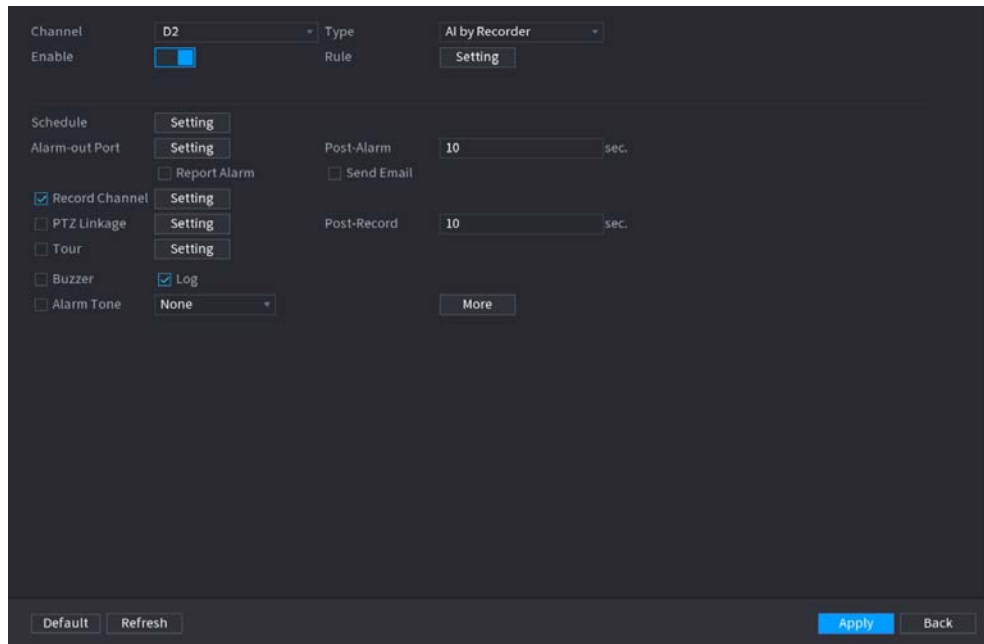 Channel D2 Type AI by Recorder
Enable Rule Setting
Schedule Setting
Alarm-out Port Setting Post-Alarm 10 sec.
Report Alarm Send Email
Record Channel Setting
PTZ Linkage Setting Post-Record 10 sec.
Tour Setting
Buzzer Log
Alarm Tone None More
Default Refresh Apply Back